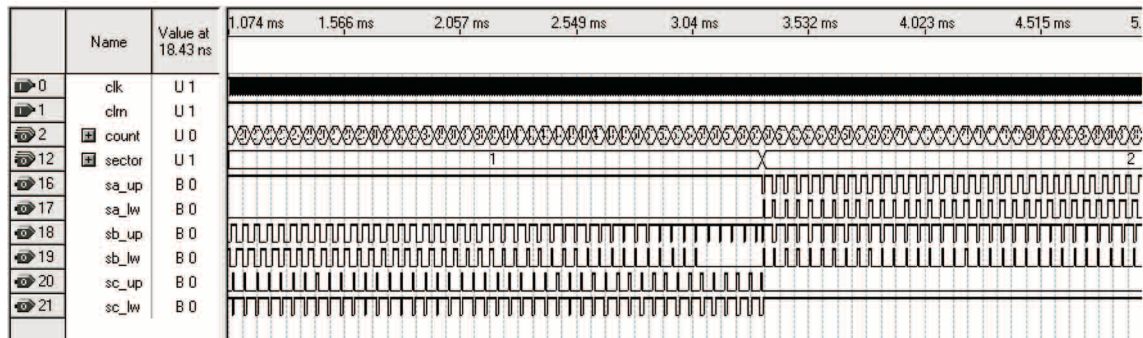 1.074 ms 1.566 ms 2.057 ms 2.549 ms 3.04 ms 3.532 ms 4.023 ms 4.515 ms 5.
Name Value at 18.43 ns
0 clk U 1
1 clrn U 1
2 count U 0
12 sector U 1 1 2
16 sa_up B 0
17 sa_lw B 0
18 sb_up B 0
19 sb_lw B 0
20 sc_up B 0
21 sc_lw B 0